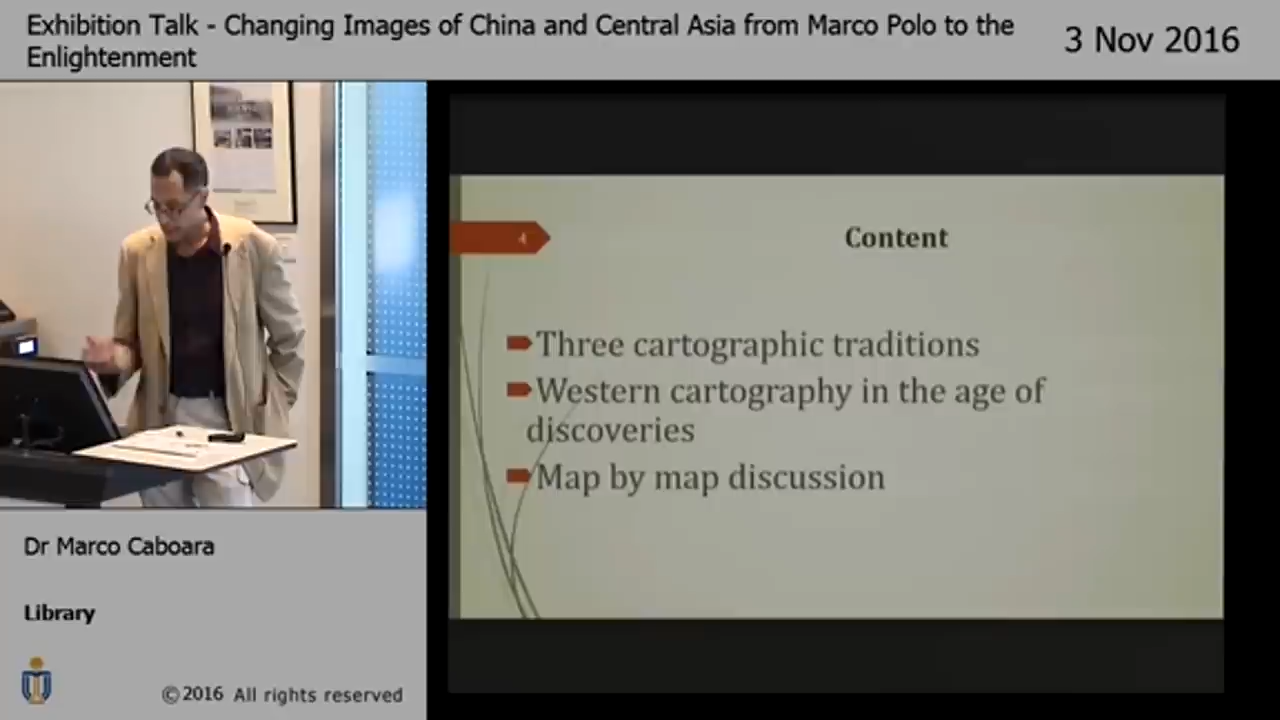 Exhibition Talk - Changing Images of China and Central Asia from Marco Polo to the
Enlightenment
3 Nov 2016
4
Content
Three cartographic traditions
Western cartography in the age of
discoveries
Map by map discussion
Dr Marco Caboara
Library
©2016 All rights reserved